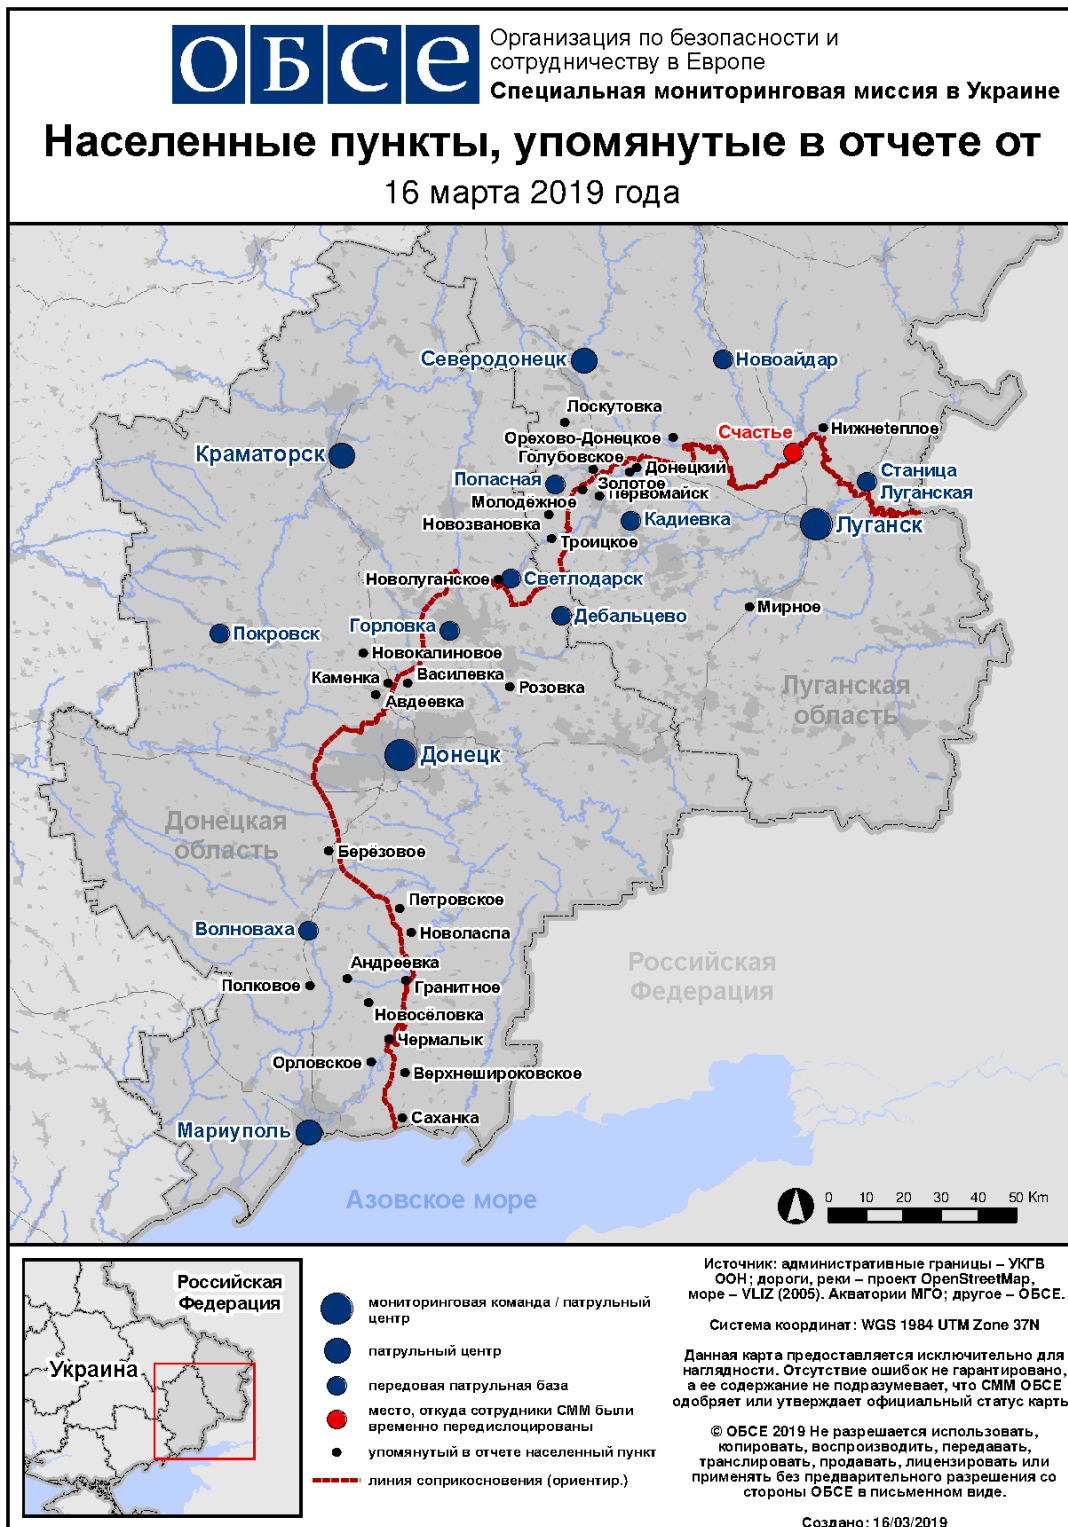 ОБСЕ
Организация по безопасности и
сотрудничеству в Европе
Специальная мониторинговая миссия в Украине
Населенные пункты, упомянутые в отчете от
16 марта 2019 года
Северодонецк
Новоайдар
Лоскутовка
Счастье
Нижнетеплое
Орехово-Донецкое
Краматорск
Голубовское
Донецкий
Станица
Луганская
Попасная
Золотое
Первомайск
Молодёжное
Новозвановка
Кадиевка
Луганск
Троицкое
Новолуганское
Светлодарск
Мирное
Дебальцево
Покровск
Горловка
Новокалиновое
Каменка
Василевка
Розовка
Авдеевка
Луганская
область
Донецк
Донецкая
область
Берёзовое
Петровское
Волноваха
Новоласпа
Андреевка
Российская
Федерация
Полковое
Гранитное
Новосёловка
Чермалык
Орловское
Верхнешироковское
Саханка
Мариуполь
Азовское море
0 10 20 30 40 50 Km
Российская
Федерация
Украина
мониторинговая команда / патрульный
центр
патрульный центр
передовая патрульная база
место, откуда сотрудники СММ были
временно передислоцированы
упомянутый в отчете населенный пункт
линия соприкосновения (ориентир.)
Источник: административные границы – УКГВ
ООН; дороги, реки – проект OpenStreetMap,
море – VLIZ (2005). Акватории МГО; другое – ОБСЕ.
Система координат: WGS 1984 UTM Zone 37N
Данная карта предоставляется исключительно для
наглядности. Отсутствие ошибок не гарантировано,
а ее содержание не подразумевает, что СММ ОБСЕ
одобряет или утверждает официальный статус карты
© ОБСЕ 2019 Не разрешается использовать,
копировать, воспроизводить, передавать,
транслировать, продавать, лицензировать или
применять без предварительного разрешения со
стороны ОБСЕ в письменном виде.
Создано: 16/03/2019